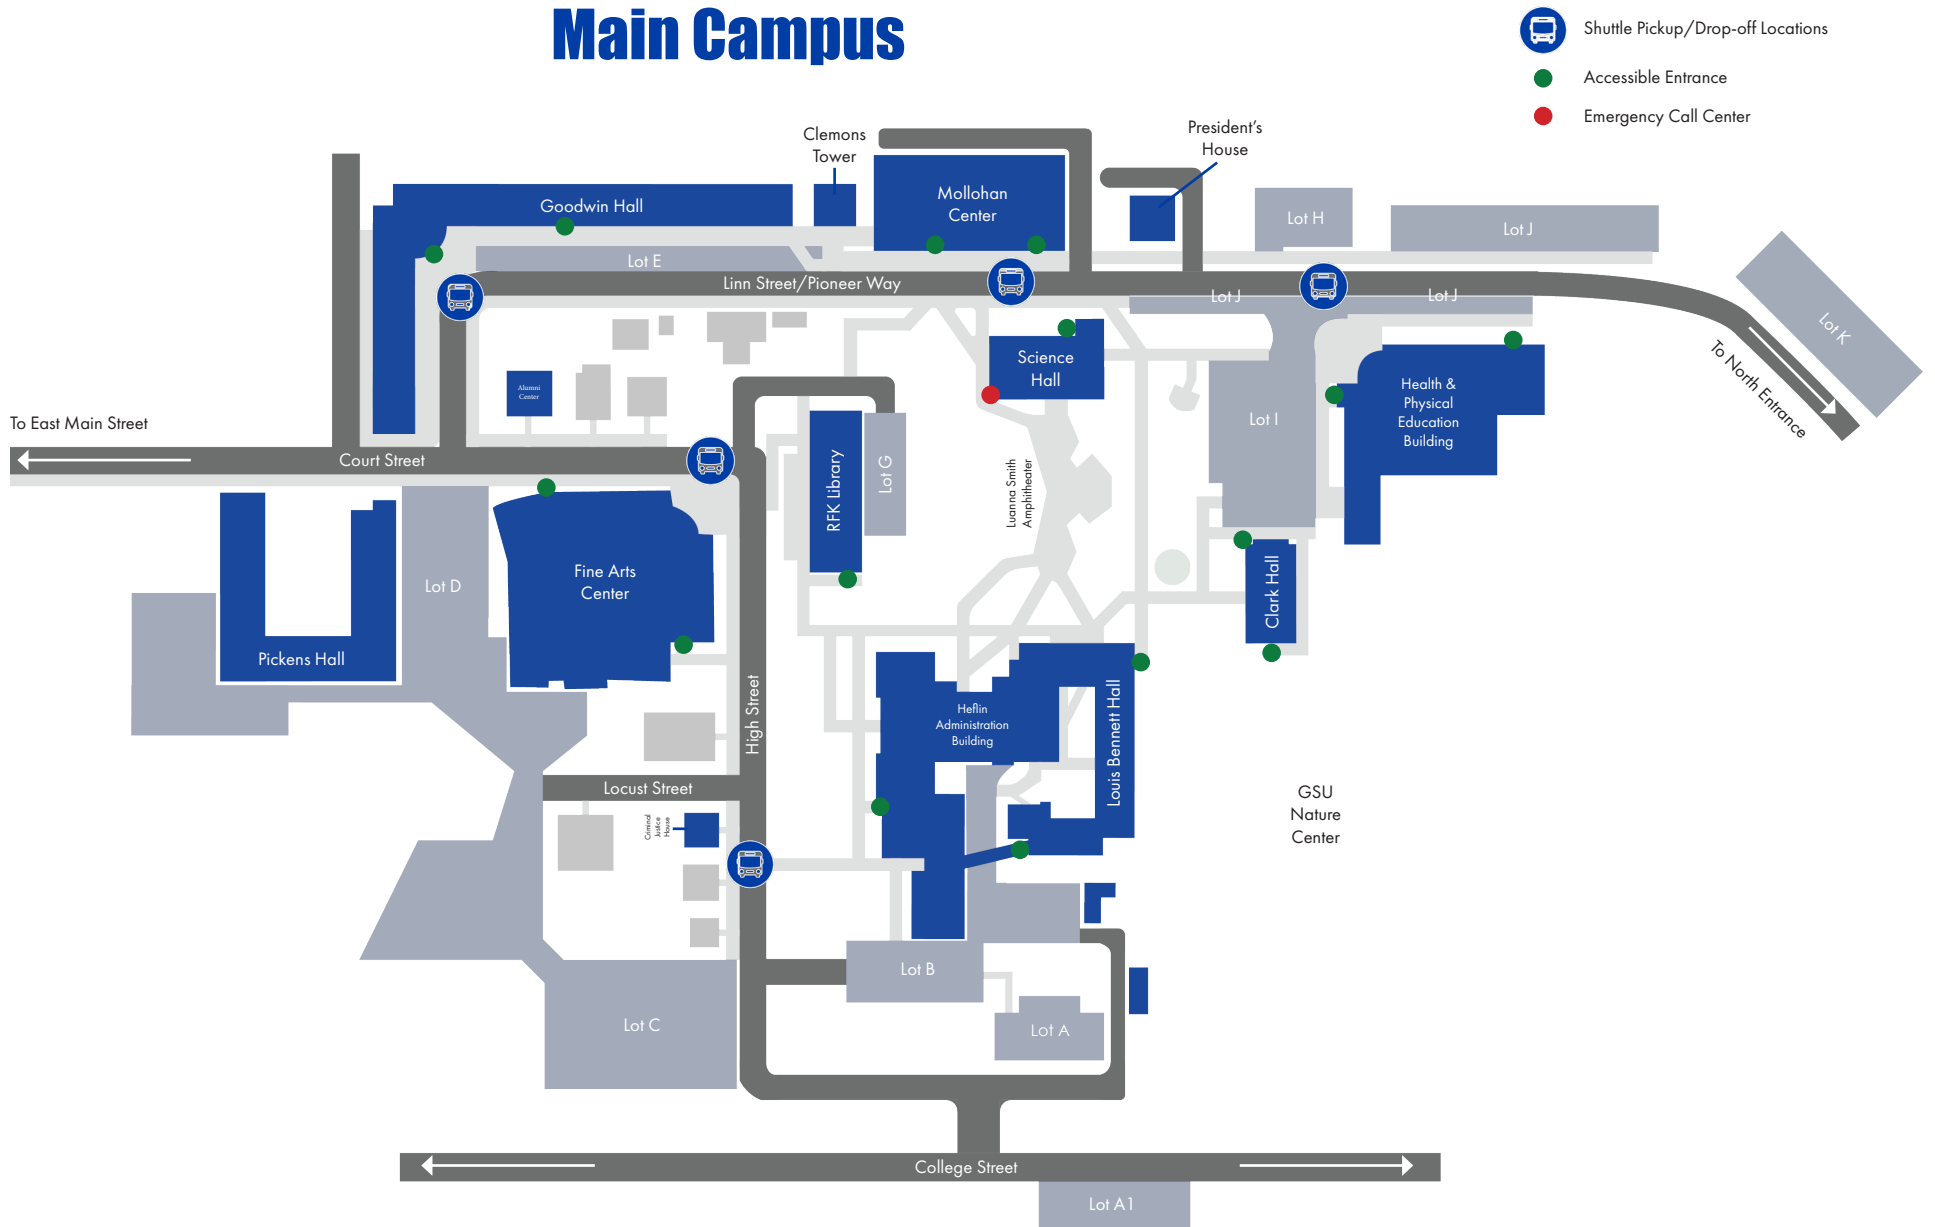 Main Campus
Shuttle Pickup/Drop-off Locations
Accessible Entrance
Emergency Call Center
Clemons
Tower
President's
House
Goodwin Hall
Mollohan
Center
Lot H
Lot J
Lot E
Linn Street/Pioneer Way
Lot J
Lot J
Lot K
To North Entrance
Science
Hall
Alumni
Center
Health &
Physical
Education
Building
To East Main Street
Court Street
RFK Library
Lot G
Luanna Smith
Amphitheater
Lot I
Lot D
Fine Arts
Center
Clark Hall
Pickens Hall
High Street
Heflin
Administration
Building
Louis Bennett Hall
Locust Street
Criminal
Justice
House
GSU
Nature
Center
Lot B
Lot C
Lot A
College Street
Lot A1